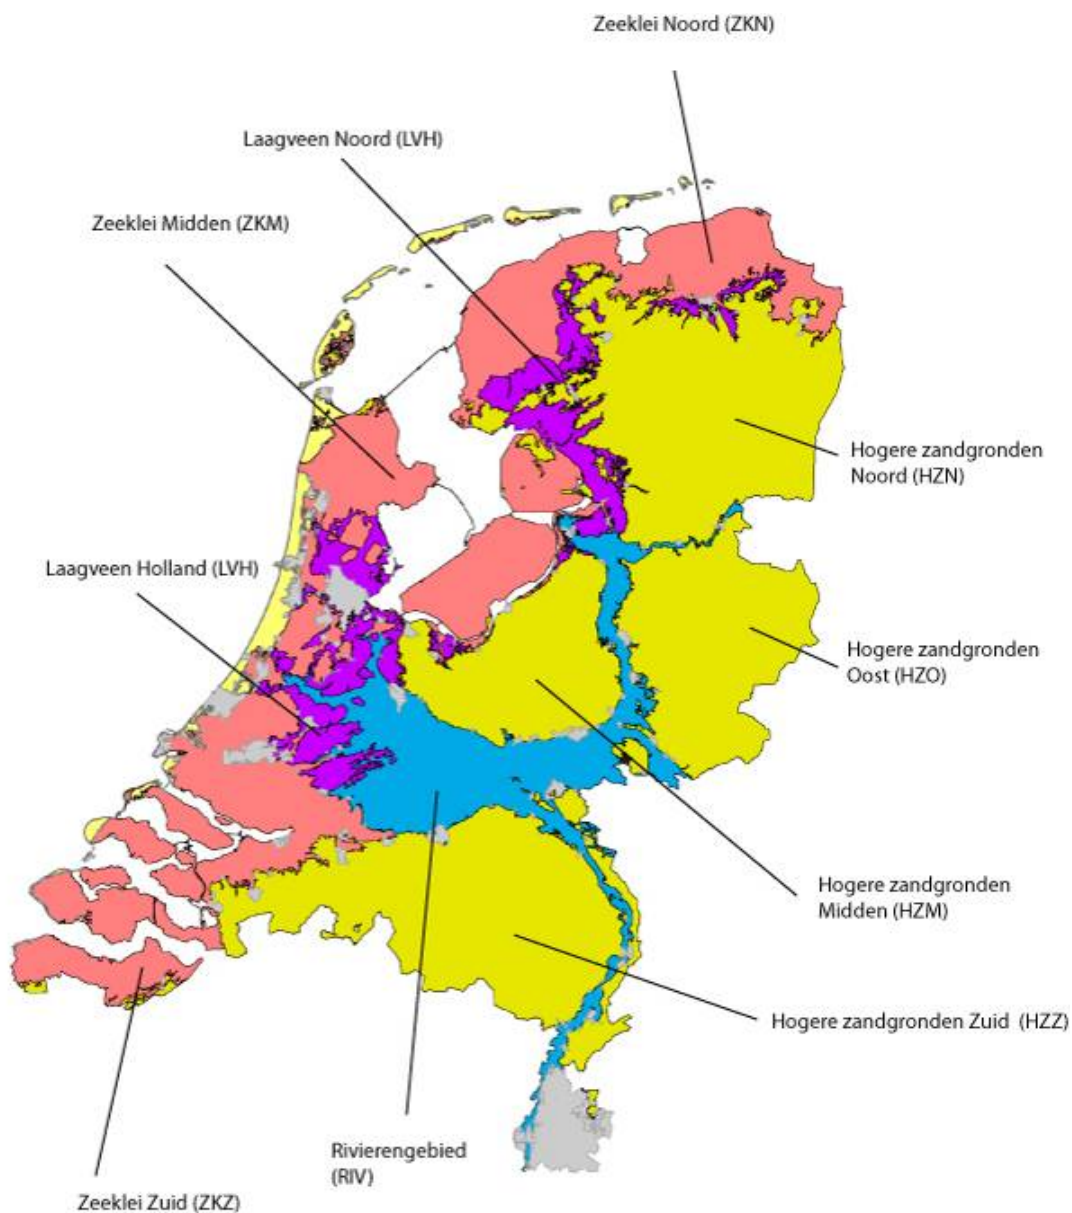 Zeeklei Noord (ZKN)
Laagveen Noord (LVH)
Zeeklei Midden (ZKM)
Hogere zandgronden
Noord (HZN)
Laagveen Holland (LVH)
Hogere zandgronden
Oost (HZO)
Hogere zandgronden
Midden (HZM)
Hogere zandgronden Zuid (HZZ)
Rivierengebied
(RIV)
Zeeklei Zuid (ZKZ)